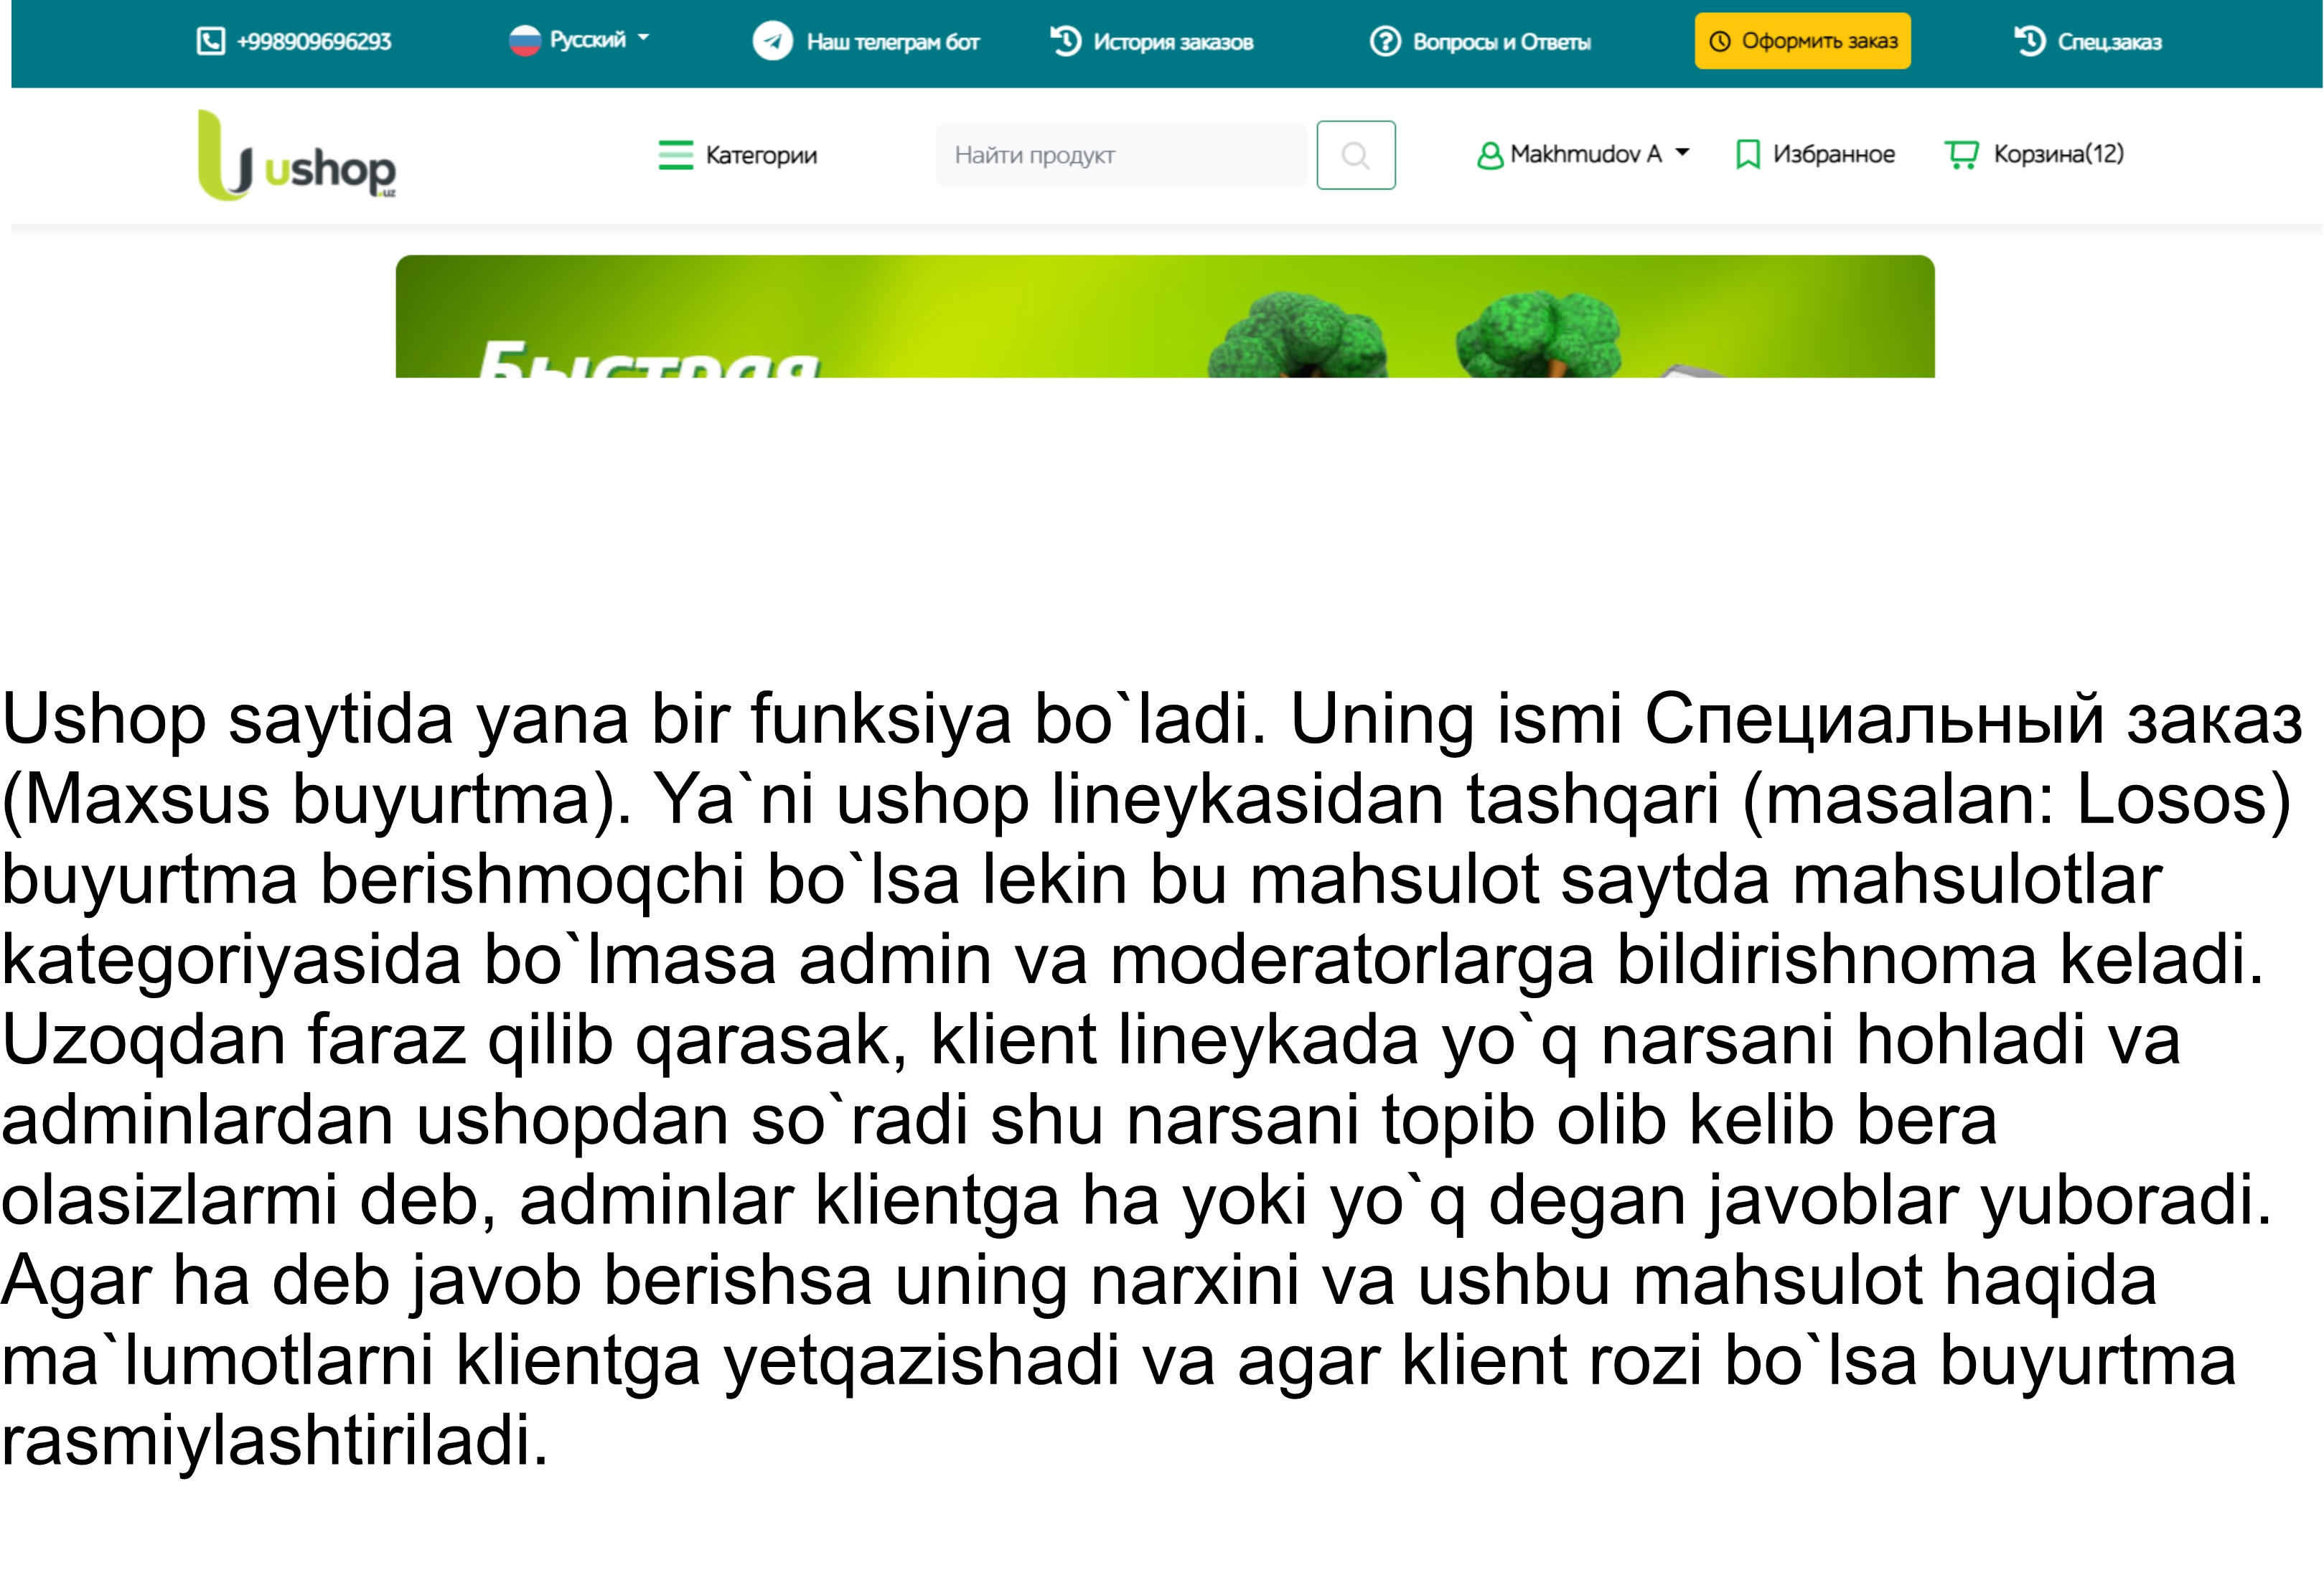 +998909696293 Русский Наш телеграм бот История заказов Вопросы и Ответы Оформить заказ Спец.заказ
ushop.uz Категории Найти продукт Makhmudov A Избранное Корзина(12)
Быстрая
Ushop saytida yana bir funksiya bo`ladi. Uning ismi Специальный заказ
(Maxsus buyurtma). Ya`ni ushop lineykasidan tashqari (masalan: Losos)
buyurtma berishmoqchi bo`lsa lekin bu mahsulot saytda mahsulotlar
kategoriyasida bo`lmasa admin va moderatorlarga bildirishnoma keladi.
Uzoqdan faraz qilib qarasak, klient lineykada yo`q narsani hohladi va
adminlardan ushopdan so`radi shu narsani topib olib kelib bera
olasizlarmi deb, adminlar klientga ha yoki yo`q degan javoblar yuboradi.
Agar ha deb javob berishsa uning narxini va ushbu mahsulot haqida
ma`lumotlarni klientga yetqazishadi va agar klient rozi bo`lsa buyurtma
rasmiylashtiriladi.